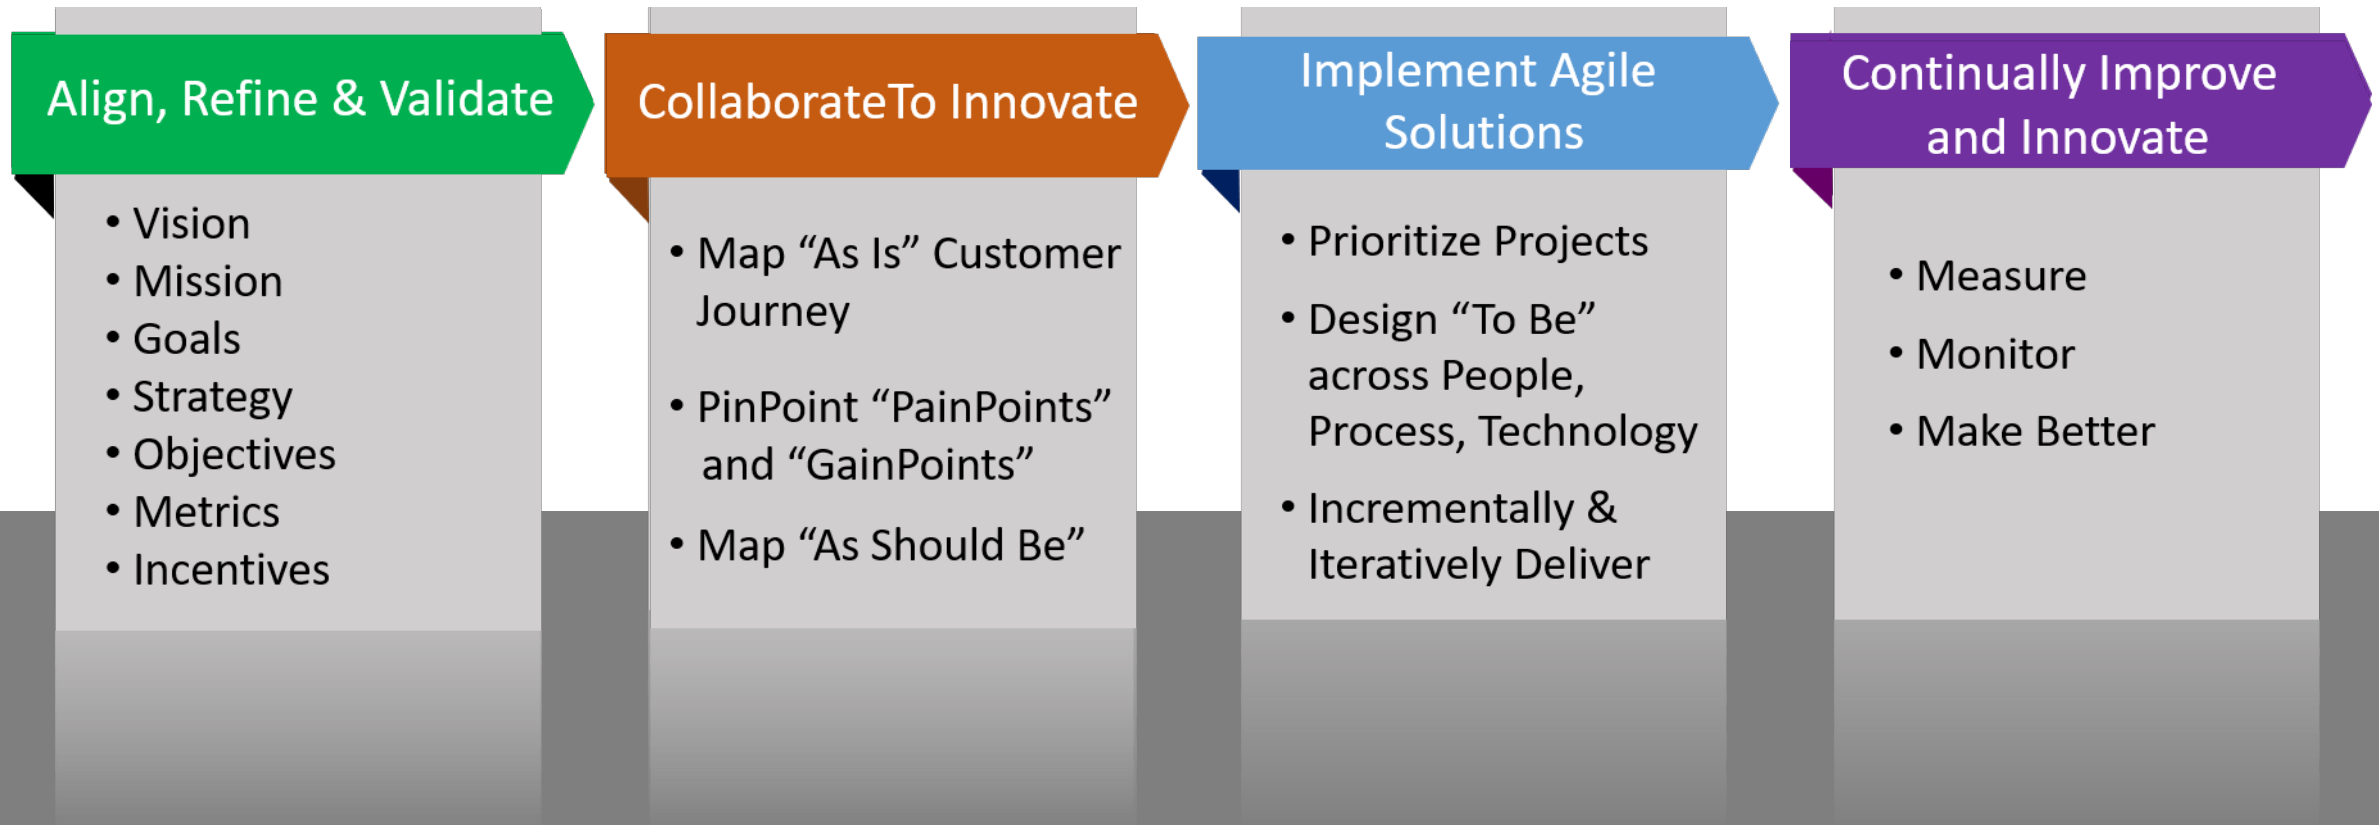 Align, Refine & Validate
• Vision
• Mission
• Goals
• Strategy
• Objectives
• Metrics
• Incentives
CollaborateTo Innovate
• Map “As Is” Customer
Journey
• PinPoint “PainPoints”
and “GainPoints”
• Map “As Should Be”
Implement Agile
Solutions
• Prioritize Projects
• Design “To Be”
across People,
Process, Technology
• Incrementally &
Iteratively Deliver
Continually Improve
and Innovate
• Measure
• Monitor
• Make Better